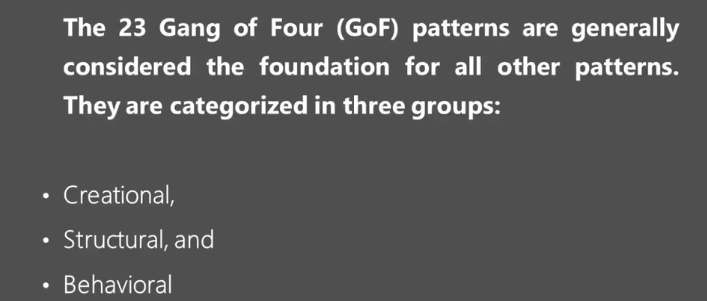 The 23 Gang of Four (GoF) patterns are generally
considered the foundation for all other patterns.
They are categorized in three groups:
• Creational,
• Structural, and
• Behavioral